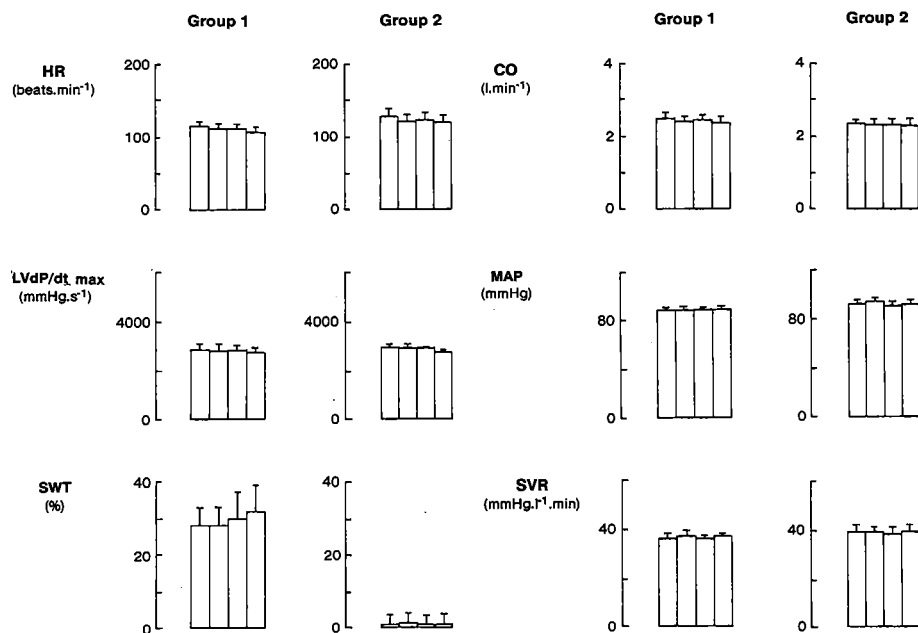 Group 1
Group 2
Group 1
Group 2
HR
(beats.min⁻¹)
200
100
0
200
100
0
CO
(l.min⁻¹)
4
2
0
4
2
0
LVdP/dt max
(mmHg.s⁻¹)
4000
0
4000
0
MAP
(mmHg)
80
0
80
0
SWT
(%)
40
20
0
40
20
0
SVR
(mmHg.l⁻¹.min)
40
0
40
0